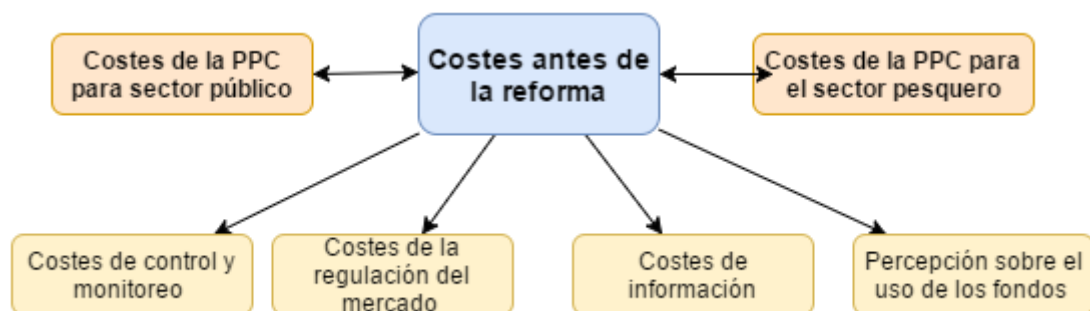 Costes de la PPC
para sector público
Costes antes de
la reforma
Costes de la PPC para
el sector pesquero
Costes de control y
monitoreo
Costes de la
regulación del
mercado
Costes de
información
Percepción sobre el
uso de los fondos